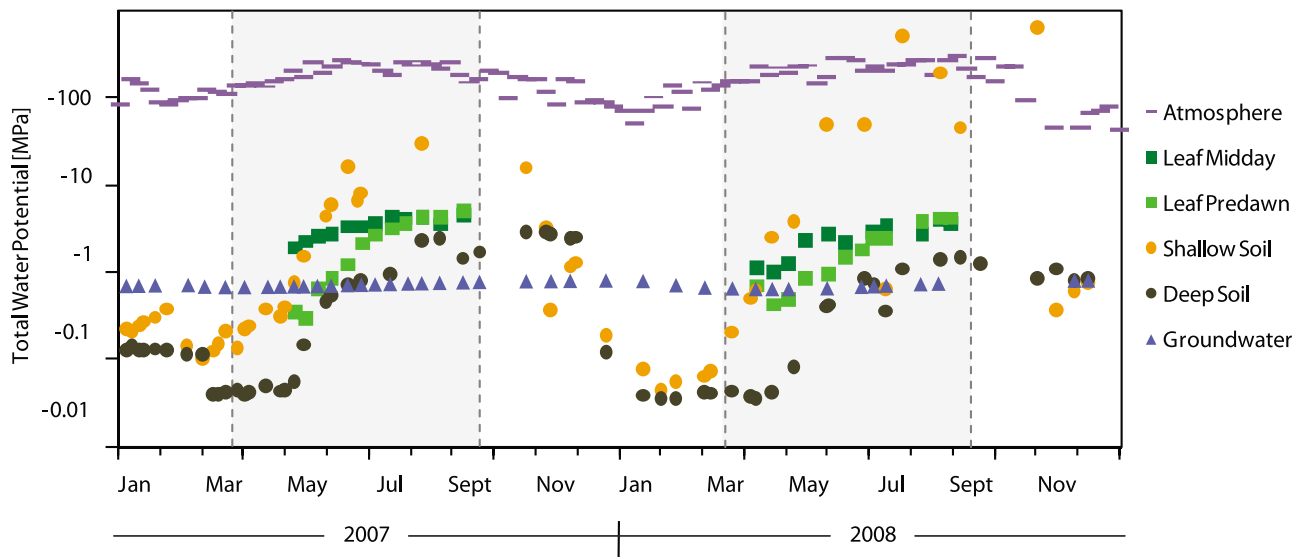 Total Water Potential [MPa]
-100
-10
-1
-0.1
-0.01
Jan Mar May Jul Sept Nov Jan Mar May Jul Sept Nov
2007 2008
Atmosphere
Leaf Midday
Leaf Predawn
Shallow Soil
Deep Soil
Groundwater